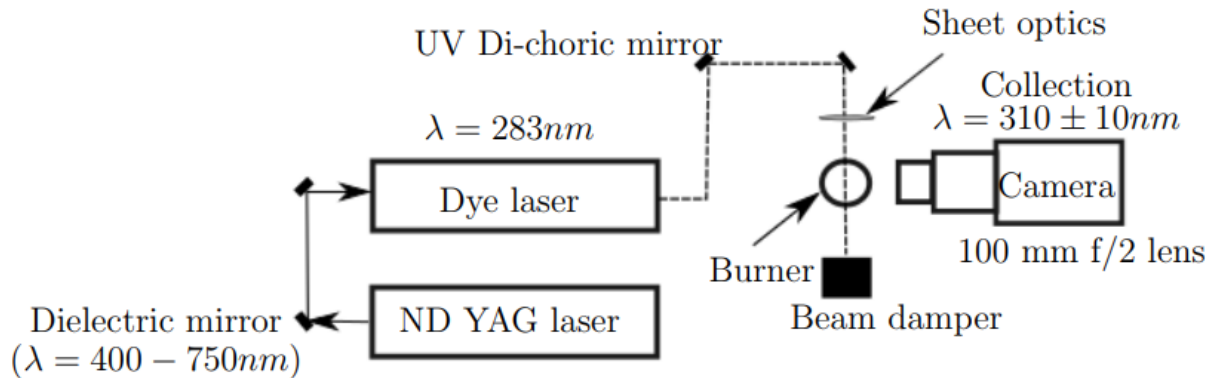 Sheet optics
UV Di-choric mirror
Collection
λ = 310 ± 10nm
λ = 283nm
Dye laser
Camera
100 mm f/2 lens
Burner
Beam damper
ND YAG laser
Dielectric mirror
(λ = 400 − 750nm)